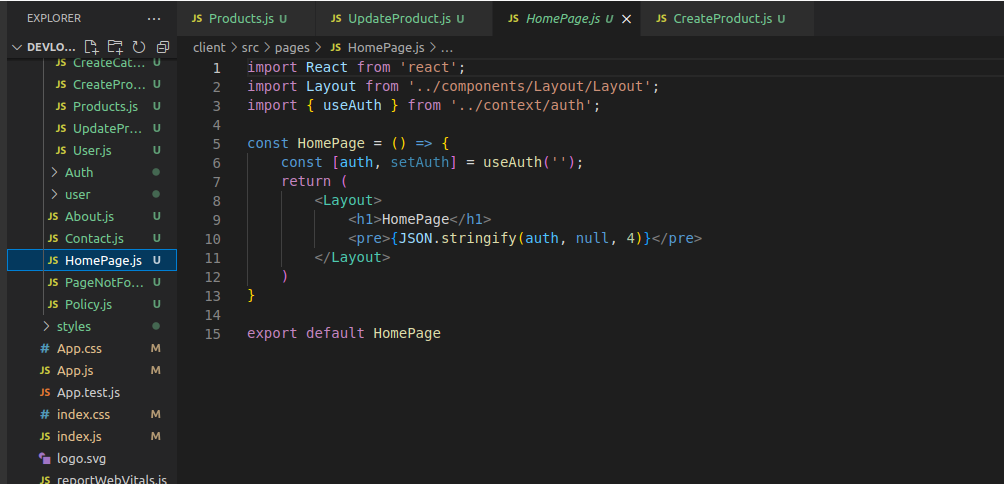 EXPLORER ...
JS Products.js U
JS UpdateProduct.js U
JS HomePage.js U
JS CreateProduct.js U
DEVLO...
client > src > pages > JS HomePage.js > ...
JS CreateCat... U
JS CreatePro... U
JS Products.js U
JS UpdatePr... U
JS User.js U
Auth
user
JS About.js U
JS Contact.js U
JS HomePage.js U
JS PageNotFo... U
JS Policy.js U
styles
# App.css M
JS App.js M
JS App.test.js
# index.css M
JS index.js M
logo.svg
JS reportWebVitals.js
1 import React from 'react';
2 import Layout from '../components/Layout/Layout';
3 import { useAuth } from '../context/auth';
4
5 const HomePage = () => {
6 const [auth, setAuth] = useAuth('');
7 return (
8 <Layout>
9 <h1>HomePage</h1>
10 <pre>{JSON.stringify(auth, null, 4)}</pre>
11 </Layout>
12 )
13 }
14
15 export default HomePage